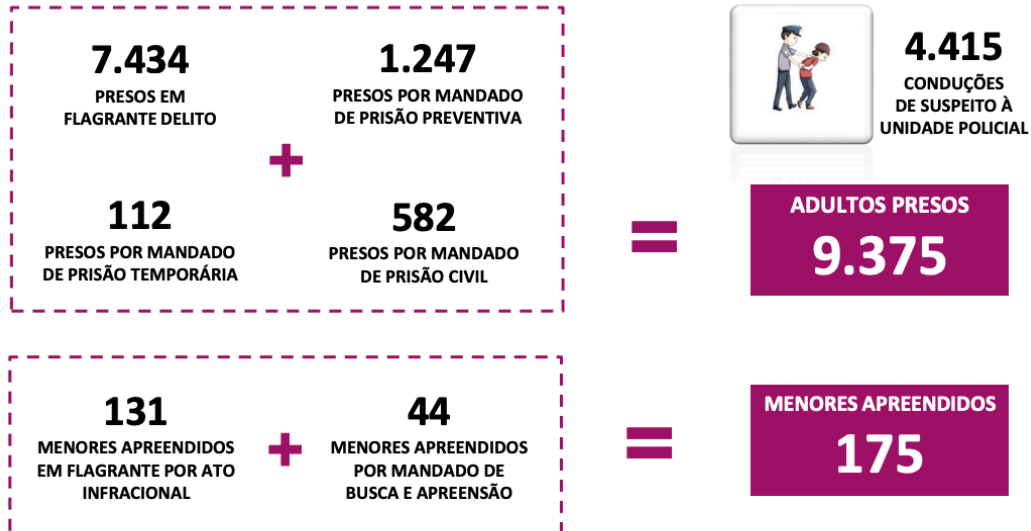 7.434
PRESOS EM
FLAGRANTE DELITO
1.247
PRESOS POR MANDADO
DE PRISÃO PREVENTIVA
+
112
PRESOS POR MANDADO
DE PRISÃO TEMPORÁRIA
582
PRESOS POR MANDADO
DE PRISÃO CIVIL
=
4.415
CONDUÇÕES
DE SUSPEITO À
UNIDADE POLICIAL
ADULTOS PRESOS
9.375
131
MENORES APREENDIDOS
EM FLAGRANTE POR ATO
INFRACIONAL
+
44
MENORES APREENDIDOS
POR MANDADO DE
BUSCA E APREENSÃO
=
MENORES APREENDIDOS
175